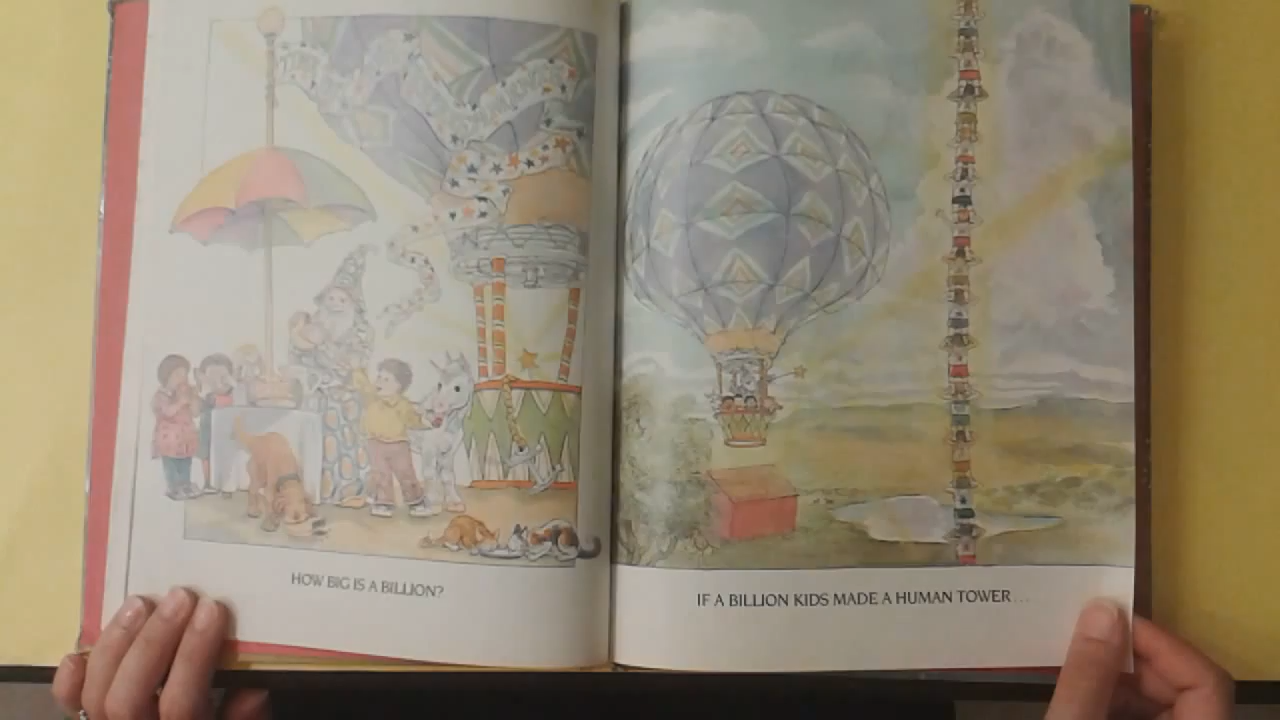 HOW BIG IS A BILLION?
IF A BILLION KIDS MADE A HUMAN TOWER . . .